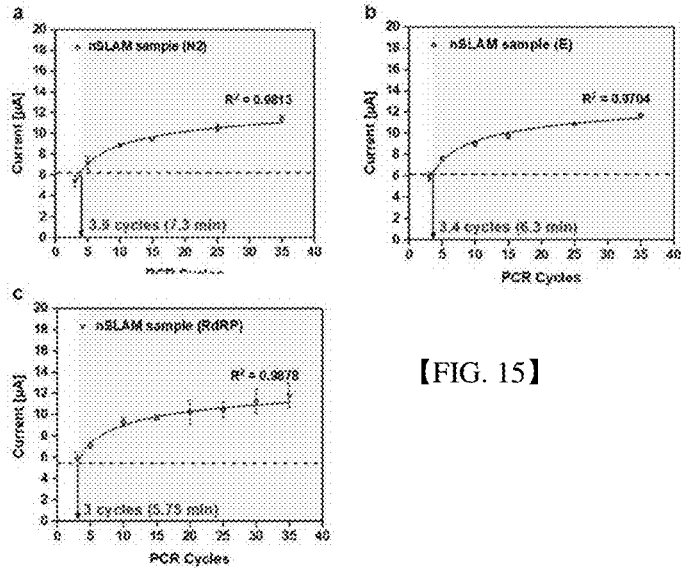 a
nSLAM sample (N2)
R² = 0.9813
Current [µA]
20
18
16
14
12
10
8
6
4
2
0
3.9 cycles (7.3 min)
0 5 10 15 20 25 30 35 40
PCR Cycles
b
nSLAM sample (E)
R² = 0.9704
Current [µA]
20
18
16
14
12
10
8
6
4
2
0
3.4 cycles (6.3 min)
0 5 10 15 20 25 30 35 40
PCR Cycles
c
nSLAM sample (RdRP)
R² = 0.9878
Current [µA]
20
18
16
14
12
10
8
6
4
2
0
3 cycles (5.75 min)
0 5 10 15 20 25 30 35 40
PCR Cycles
【FIG. 15】